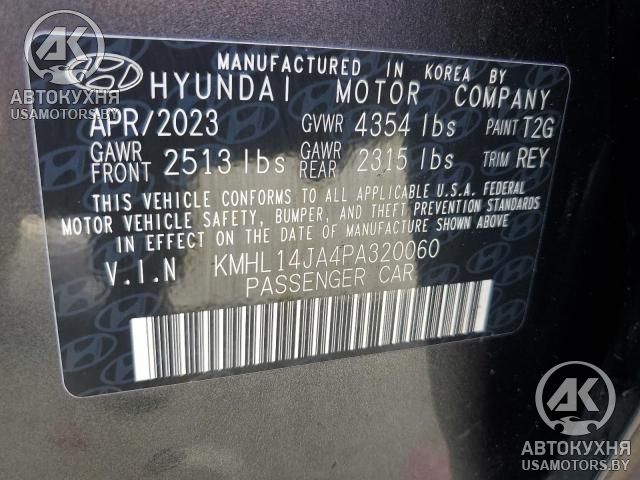 MANUFACTURED IN KOREA BY
HYUNDAI MOTOR COMPANY
APR/2023 GVWR 4354 lbs PAINT T2G
GAWR FRONT 2513 lbs GAWR REAR 2315 lbs TRIM REY
THIS VEHICLE CONFORMS TO ALL APPLICABLE U.S.A. FEDERAL
MOTOR VEHICLE SAFETY, BUMPER, AND THEFT PREVENTION STANDARDS
IN EFFECT ON THE DATE OF MANUFACTURE SHOWN ABOVE.
V.I.N KMHL14JA4PA320060
PASSENGER CAR
АК
АВТОКУХНЯ
USAMOTORS.BY
АК
АВТОКУХНЯ
USAMOTORS.BY